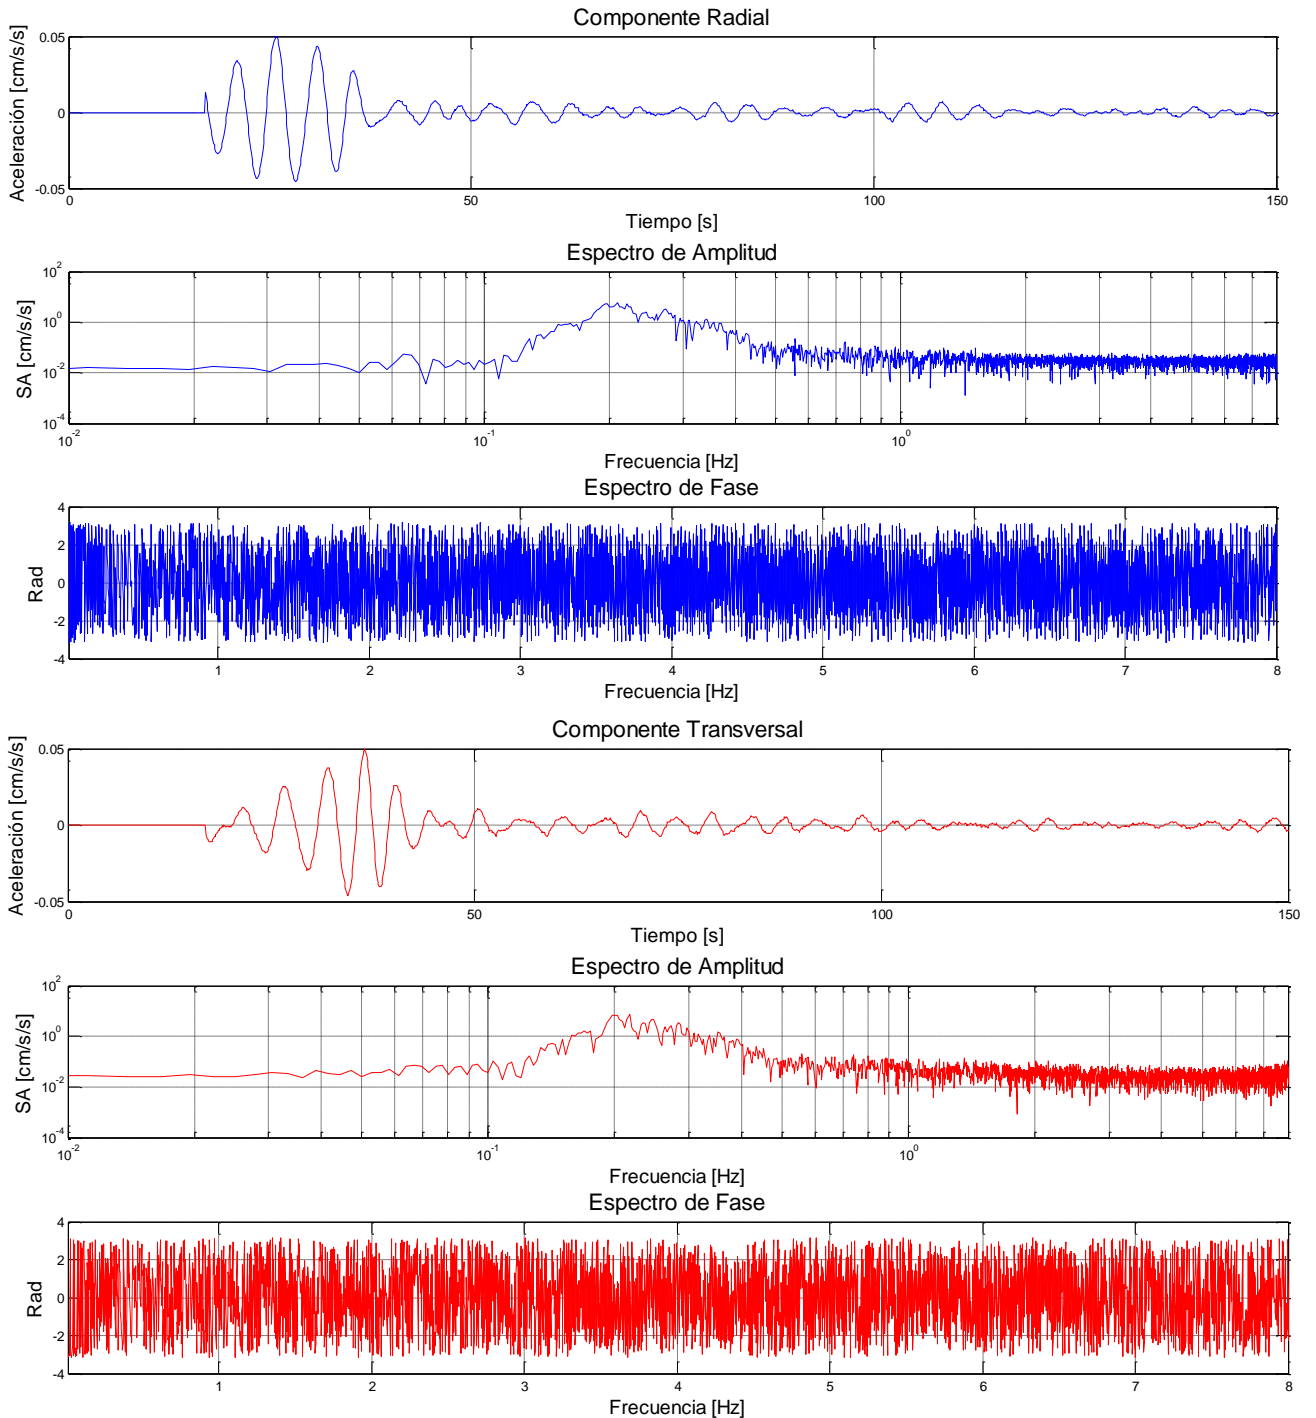 Componente Radial
Aceleración [cm/s/s]
0.05
0
-0.05
0 50 100 150
Tiempo [s]
Espectro de Amplitud
SA [cm/s/s]
10^2
10^0
10^-2
10^-4
10^-2 10^-1 10^0
Frecuencia [Hz]
Espectro de Fase
Rad
4
2
0
-2
-4
1 2 3 4 5 6 7 8
Frecuencia [Hz]
Componente Transversal
Aceleración [cm/s/s]
0.05
0
-0.05
0 50 100 150
Tiempo [s]
Espectro de Amplitud
SA [cm/s/s]
10^2
10^0
10^-2
10^-4
10^-2 10^-1 10^0
Frecuencia [Hz]
Espectro de Fase
Rad
4
2
0
-2
-4
1 2 3 4 5 6 7 8
Frecuencia [Hz]